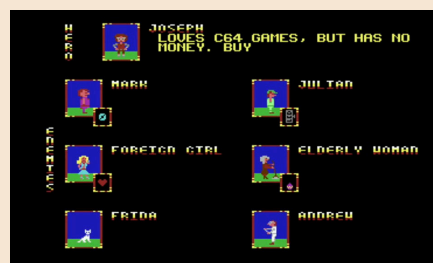 HERO
JOSEPH
LOVES C64 GAMES, BUT HAS NO
MONEY. BUY
MARK
JULIAN
ENEMIES
FOREIGN GIRL
ELDERLY WOMAN
FRIDA
ANDREW